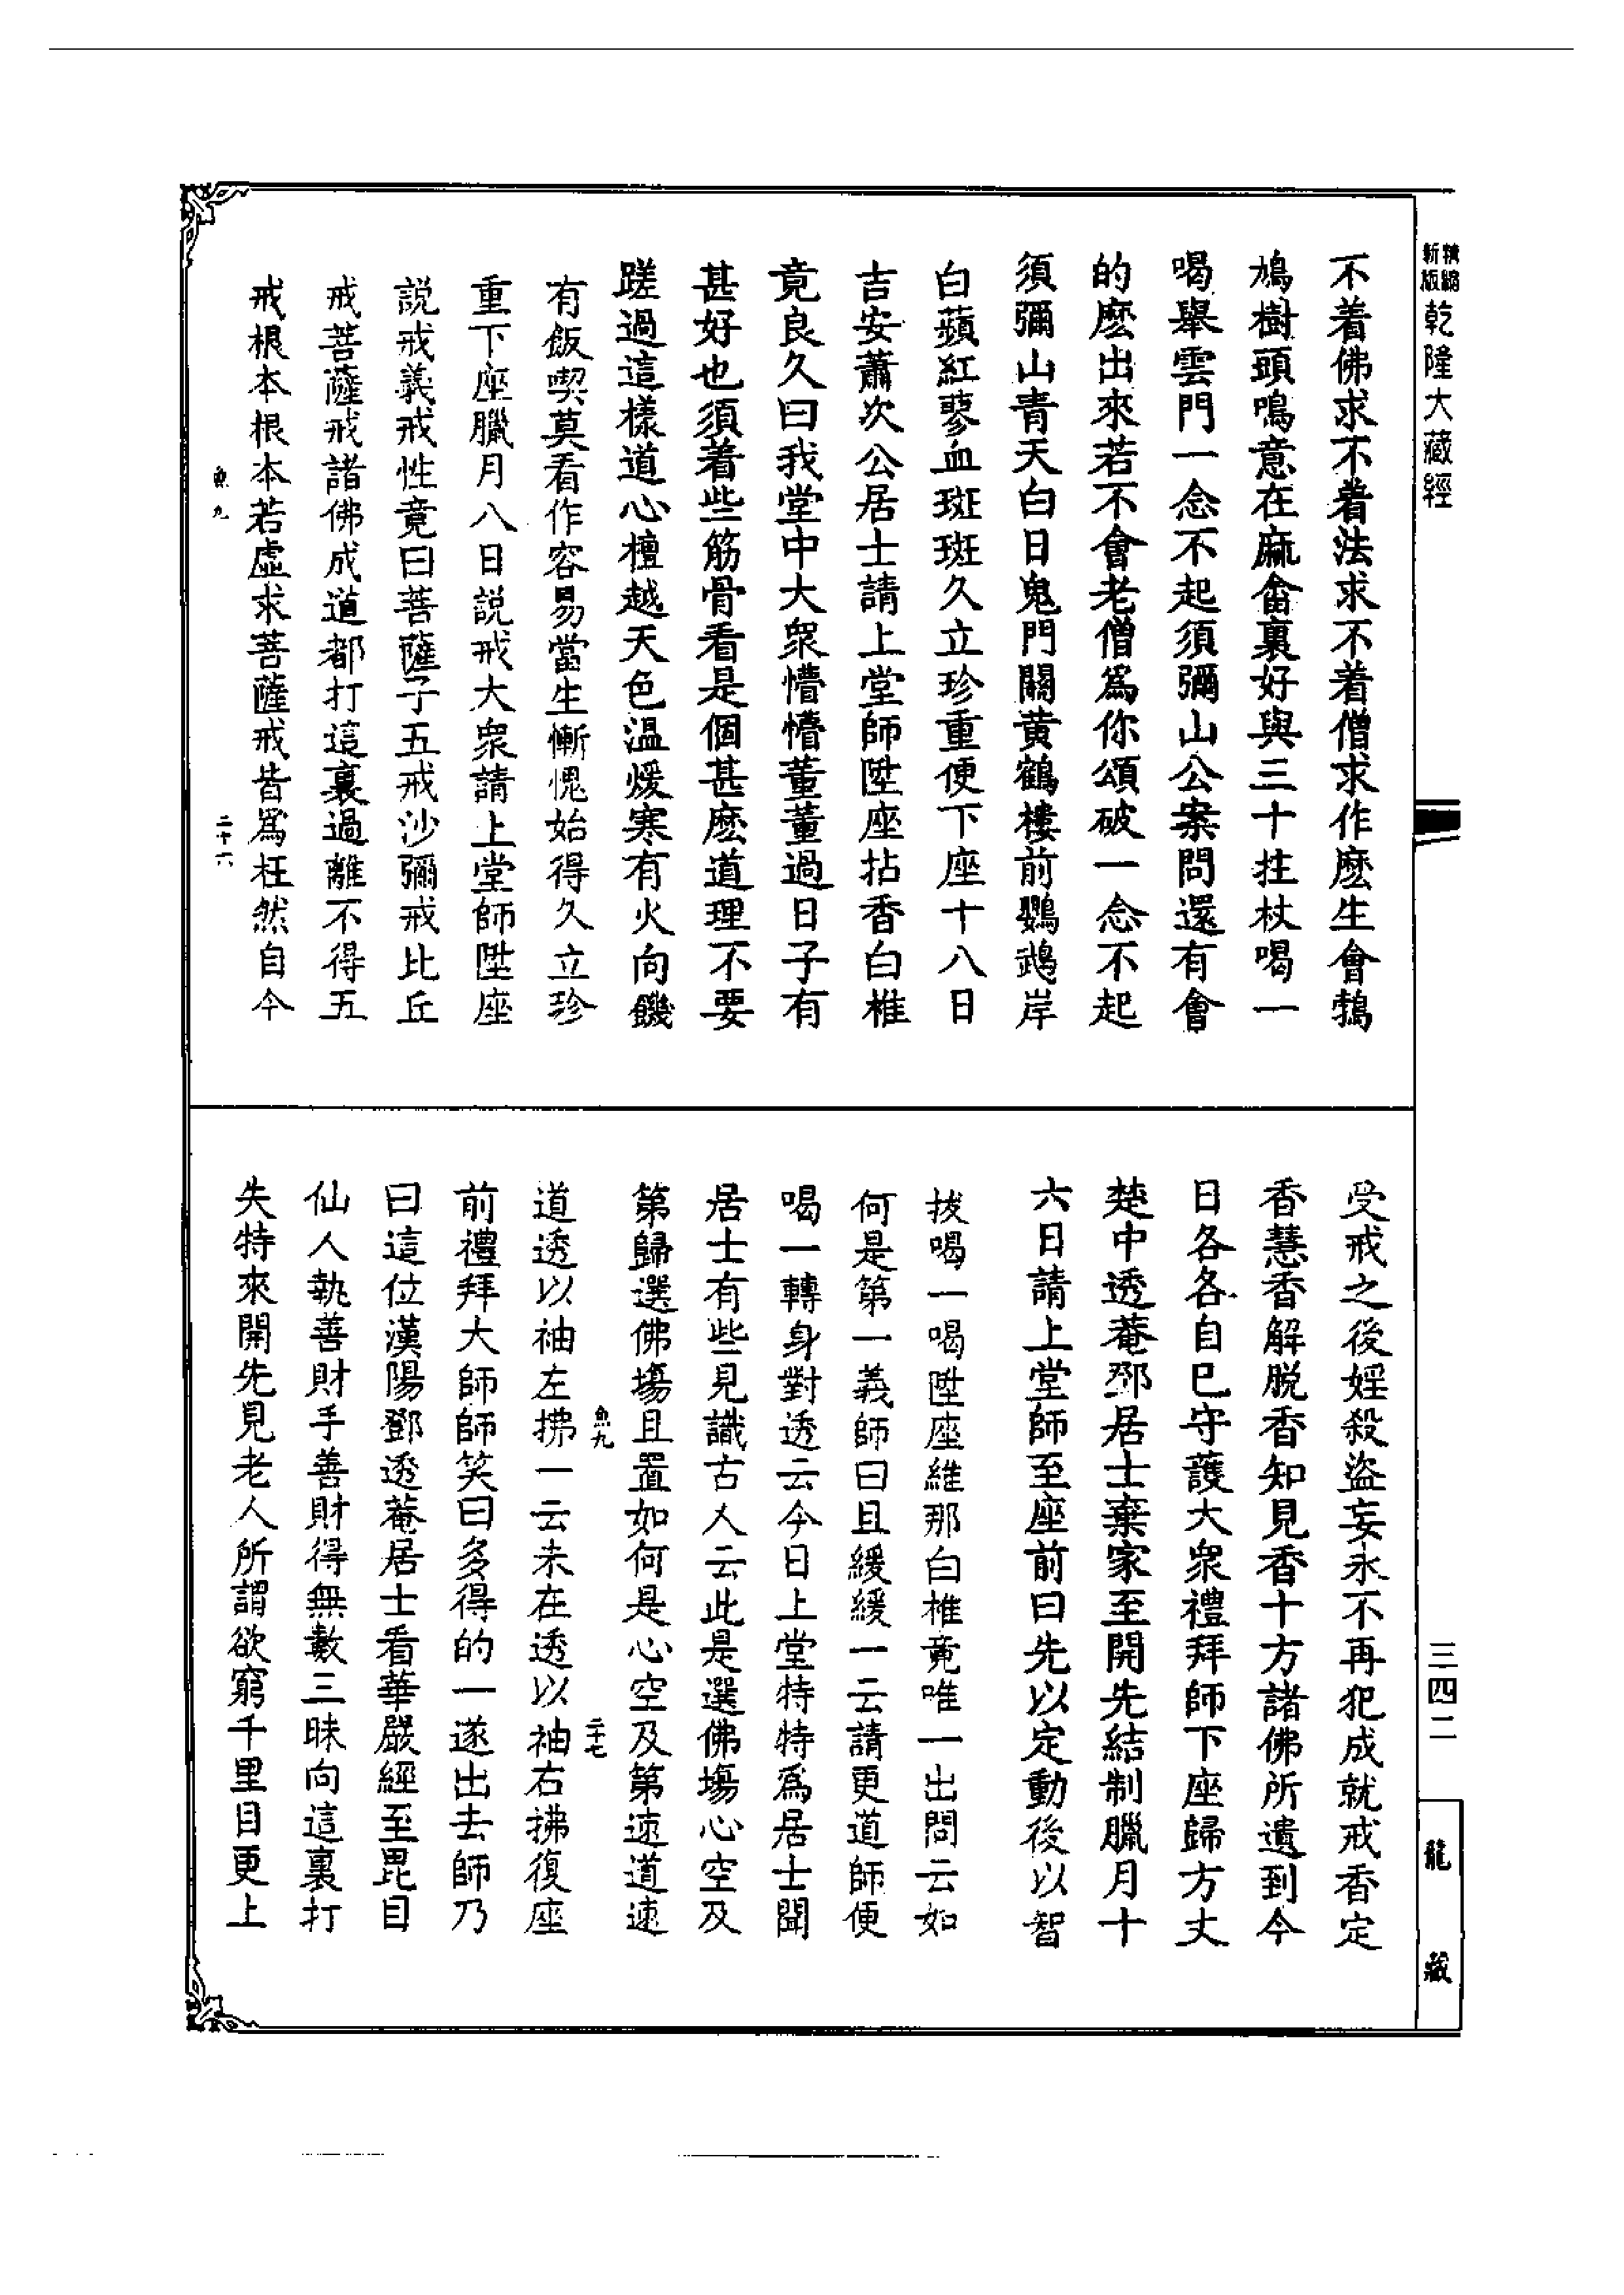 精縮新版乾隆大藏經
不着佛求不着法求不着僧求作麽生會鵓
鳩樹頭鳴意在麻畬裏好與三十拄杖喝一
喝舉雲門一念不起須彌山公案問還有會
的麽出來若不會老僧爲你頌破一念不起
須彌山青天白日鬼門關黄鶴樓前鸚鵡岸
白蘋紅蓼血斑斑久立珍重便下座十八日
吉安蕭次公居士請上堂師陞座拈香白椎
竟良久曰我堂中大衆懵懵董董過日子有
甚好也須着些筋骨看是個甚麽道理不要
蹉過這樣道心檀越天色温煖寒有火向饑
有飯喫莫看作容易當生慚愧始得久立珍
重下座臘月八日説戒大衆請上堂師陞座
説戒義戒性竟曰菩薩子五戒沙彌戒比丘
戒菩薩戒諸佛成道都打這裏過離不得五
戒根本根本若虛求菩薩戒皆爲枉然自今
魚九
二十六
受戒之後婬殺盜妄永不再犯成就戒香定
香慧香解脱香知見香十方諸佛所遺到今
日各各自巳守護大衆禮拜師下座歸方丈
楚中透菴鄧居士棄家至開先結制臘月十
六日請上堂師至座前曰先以定動後以智
拔喝一喝陞座維那白椎竟唯一出問云如
何是第一義師曰且緩緩一云請更道師便
喝一轉身對透云今日上堂特特爲居士聞
居士有些見識古人云此是選佛塲心空及
第歸選佛塲且置如何是心空及第速道速
魚九
二十七
道透以袖左拂一云未在透以袖右拂復座
前禮拜大師師笑曰多得的一遂出去師乃
曰這位漢陽鄧透菴居士看華嚴經至毘目
仙人執善財手善財得無數三昧向這裏打
失特來開先見老人所謂欲窮千里目更上
三四二
龍藏